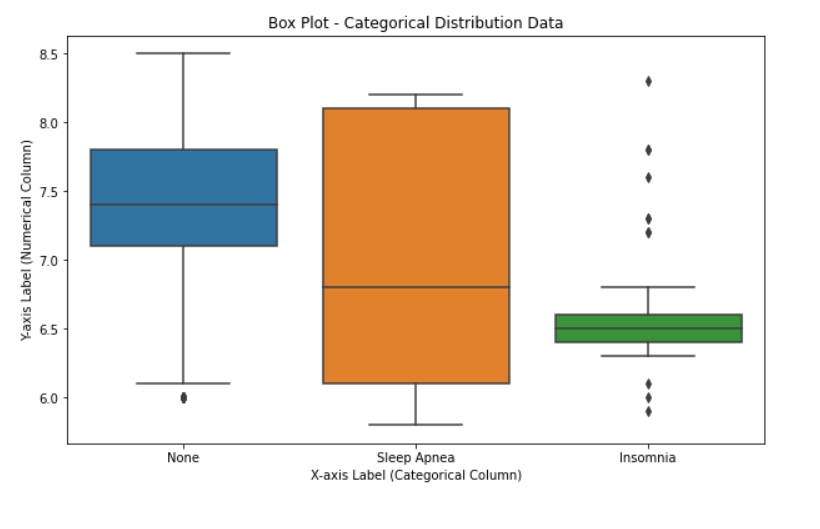 Box Plot - Categorical Distribution Data
Y-axis Label (Numerical Column)
8.5
8.0
7.5
7.0
6.5
6.0
None
Sleep Apnea
Insomnia
X-axis Label (Categorical Column)